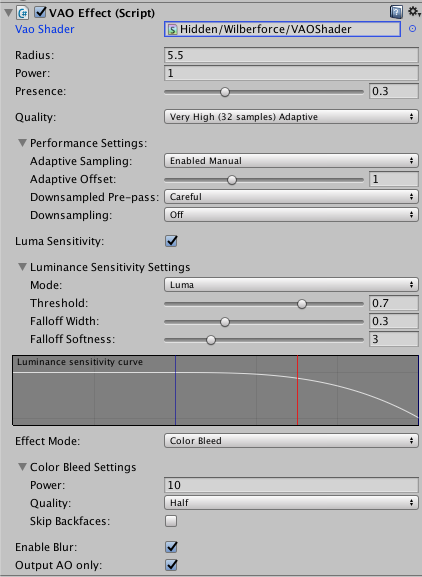 VAO Effect (Script)
Vao Shader Hidden/Wilberforce/VAOShader
Radius: 5.5
Power: 1
Presence: 0.3
Quality: Very High (32 samples) Adaptive
Performance Settings:
Adaptive Sampling: Enabled Manual
Adaptive Offset: 1
Downsampled Pre-pass: Careful
Downsampling: Off
Luma Sensitivity:
Luminance Sensitivity Settings
Mode: Luma
Threshold: 0.7
Falloff Width: 0.3
Falloff Softness: 3
Luminance sensitivity curve
Effect Mode: Color Bleed
Color Bleed Settings
Power: 10
Quality: Half
Skip Backfaces:
Enable Blur:
Output AO only: